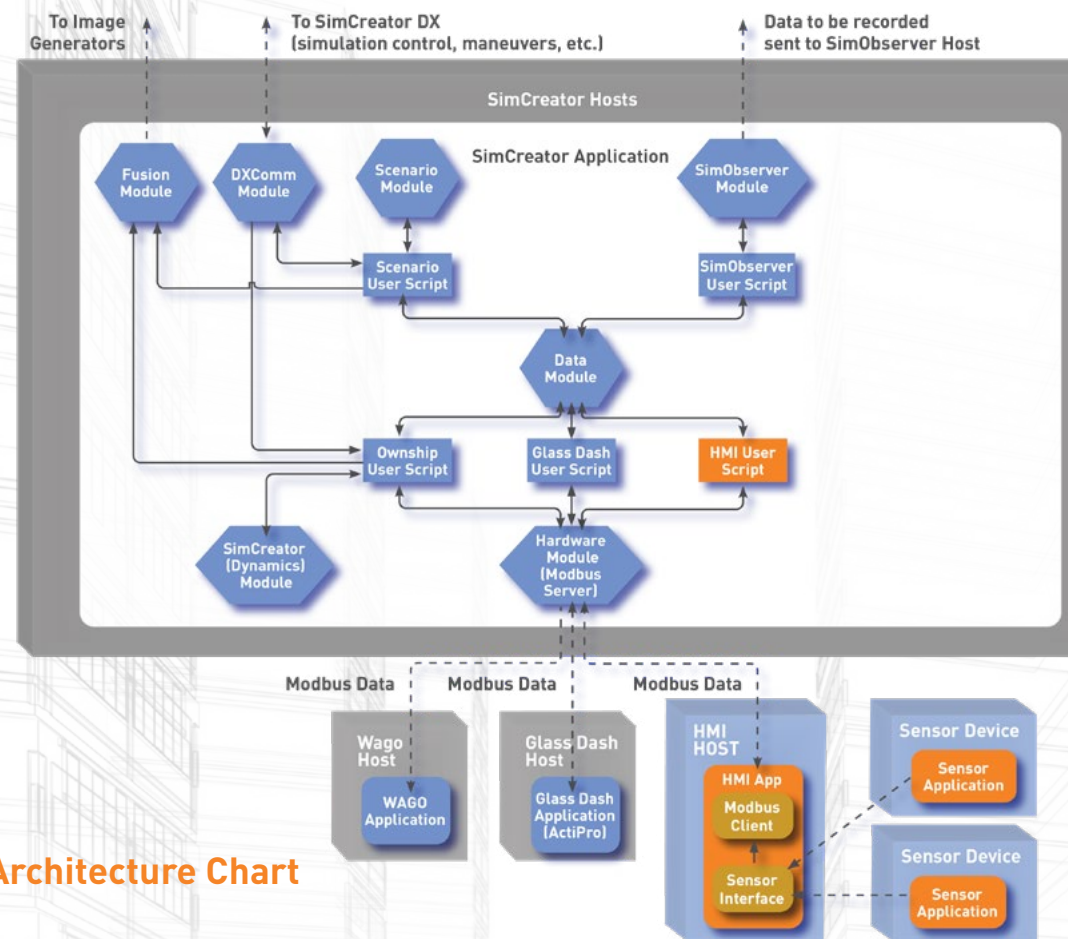 To Image
Generators
To SimCreator DX
(simulation control, maneuvers, etc.)
Data to be recorded
sent to SimObserver Host
SimCreator Hosts
SimCreator Application
Fusion
Module
DXComm
Module
Scenario
Module
SimObserver
Module
Scenario
User Script
SimObserver
User Script
Data
Module
Ownship
User Script
Glass Dash
User Script
HMI User
Script
SimCreator
(Dynamics)
Module
Hardware
Module
(Modbus
Server)
Modbus Data
Modbus Data
Modbus Data
Wago
Host
WAGO
Application
Glass Dash
Host
Glass Dash
Application
(ActiPro)
HMI
HOST
HMI App
Modbus
Client
Sensor
Interface
Sensor Device
Sensor
Application
Sensor Device
Sensor
Application
Architecture Chart